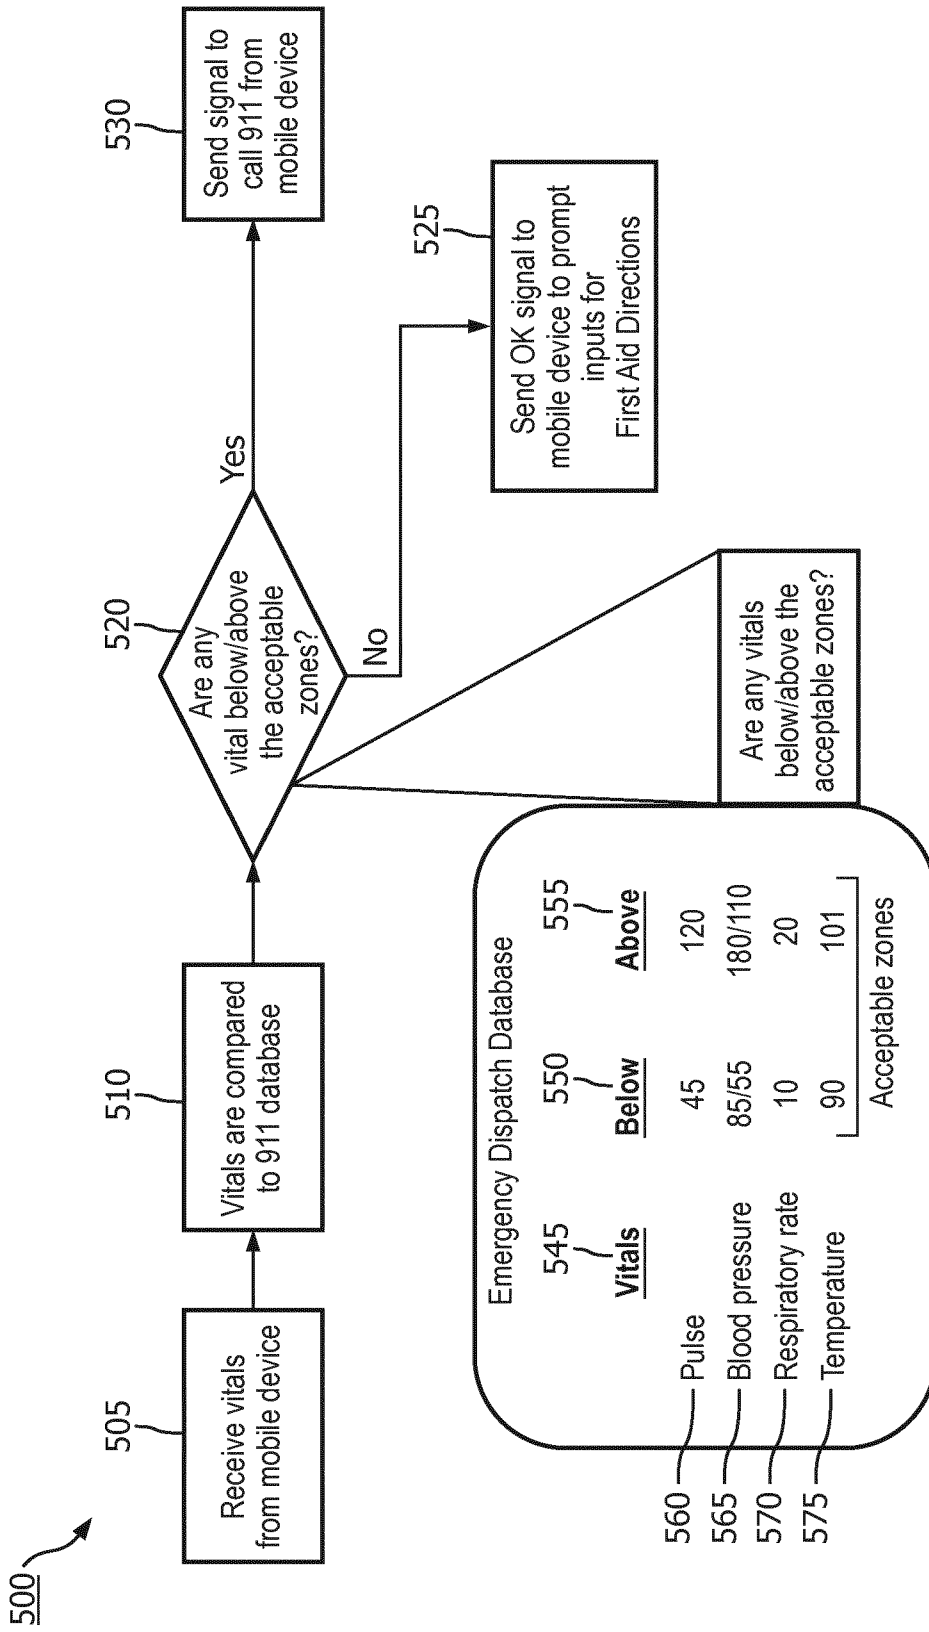 500
505
Receive vitals
from mobile device
510
Vitals are compared
to 911 database
520
Are any
vital below/above
the acceptable
zones?
Yes
530
Send signal to
call 911 from
mobile device
No
525
Send OK signal to
mobile device to prompt
inputs for
First Aid Directions
Emergency Dispatch Database
545 550 555
Vitals Below Above
560 Pulse 45 120
565 Blood pressure 85/55 180/110
570 Respiratory rate 10 20
575 Temperature 90 101
Acceptable zones
Are any vitals
below/above the
acceptable zones?